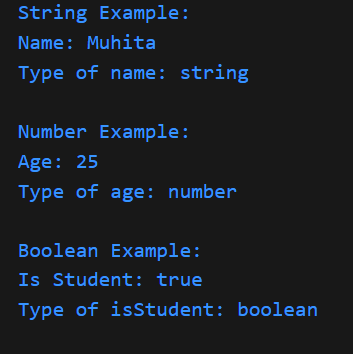 String Example:
Name: Muhita
Type of name: string
Number Example:
Age: 25
Type of age: number
Boolean Example:
Is Student: true
Type of isStudent: boolean